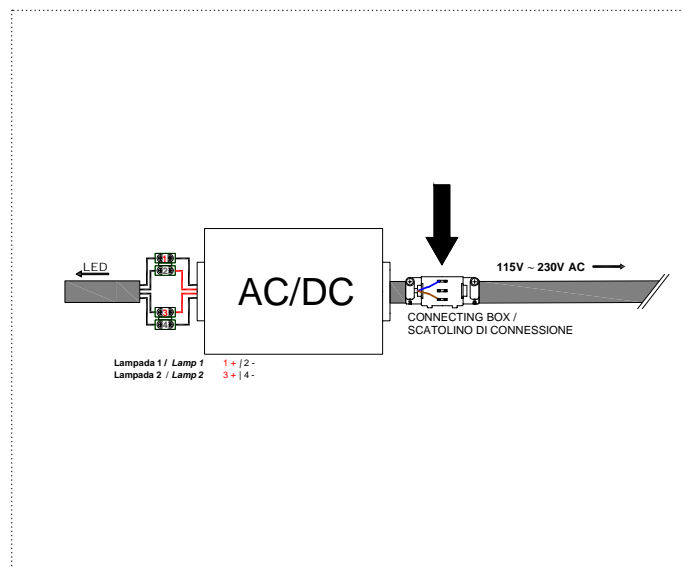 LED
1
2
3
4
AC/DC
115V ~ 230V AC
CONNECTING BOX /
SCATOLINO DI CONNESSIONE
Lampada 1 / Lamp 1 1 + / 2 -
Lampada 2 / Lamp 2 3 + | 4 -